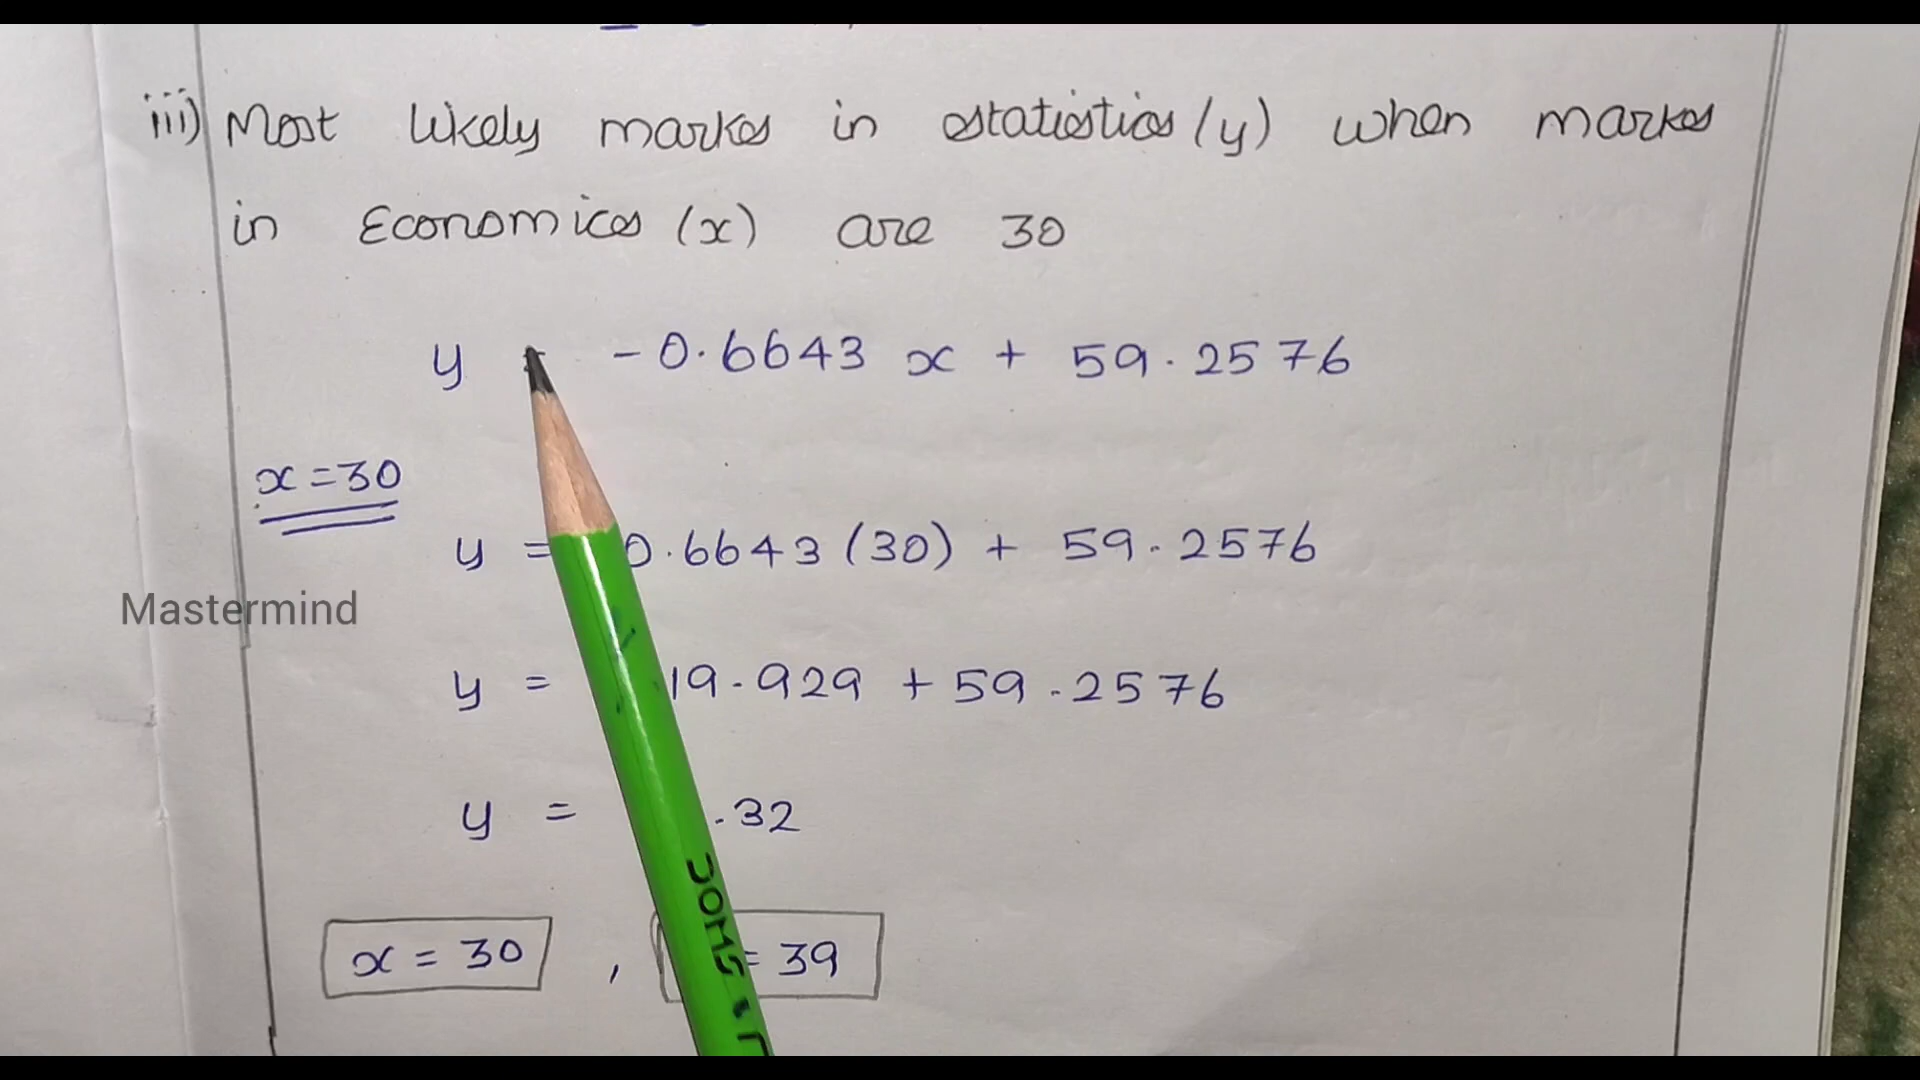 iii) Most likely marks in statistics (y) when marks
in Economics (x) are 30
y = - 0.6643 x + 59.2576
x = 30
y = 0.6643 (30) + 59.2576
Mastermind
y = 19.929 + 59.2576
y = .32
x = 30 , = 39
DOMS